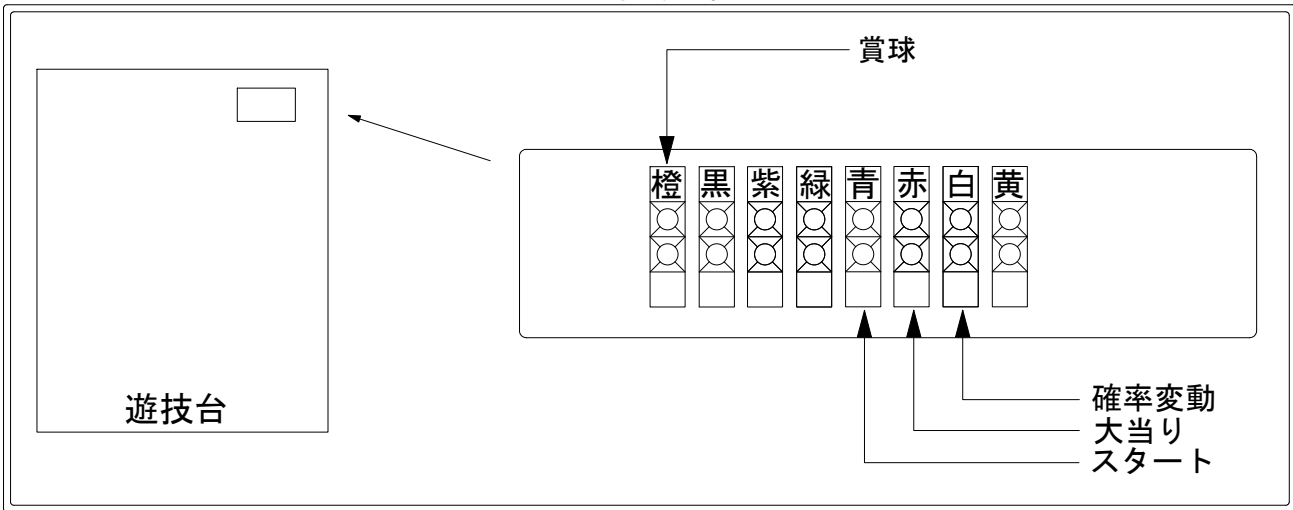 賞球
橙 黒 紫 緑 青 赤 白 黄
遊技台
確率変動
大当り
スタート